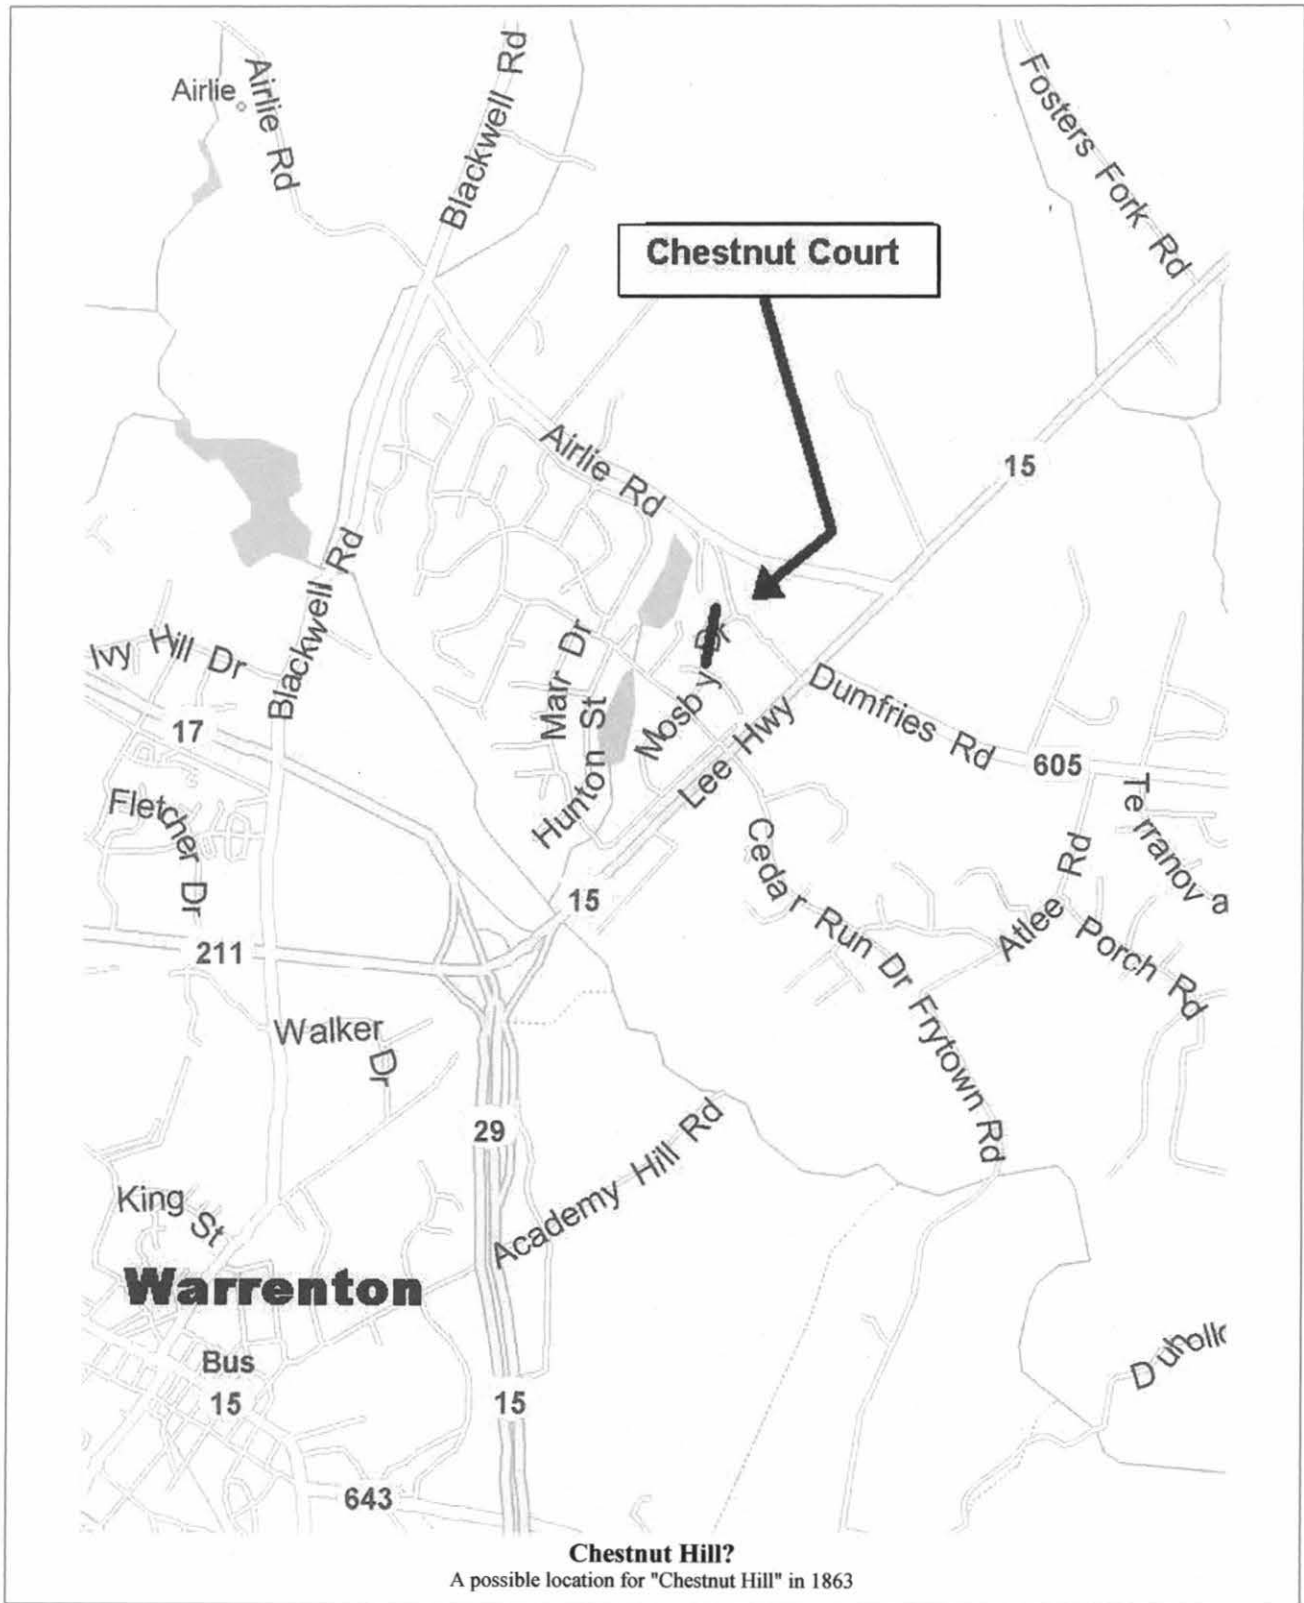 Airlie
Airlie Rd
Blackwell Rd
Fosters Fork Rd
Chestnut Court
15
Airlie Rd
Blackwell Rd
Ivy Hill Dr
17
Marr Dr
Hunton St
Mosby Dr
Lee Hwy
Dumfries Rd
605
Terranova
Fletcher Dr
Cedar Run Dr
Atlee Rd
Porch Rd
15
211
Walker Dr
Frytown Rd
29
Academy Hill Rd
King St
Warrenton
Bus
15
15
643
Chestnut Hill?
A possible location for "Chestnut Hill" in 1863